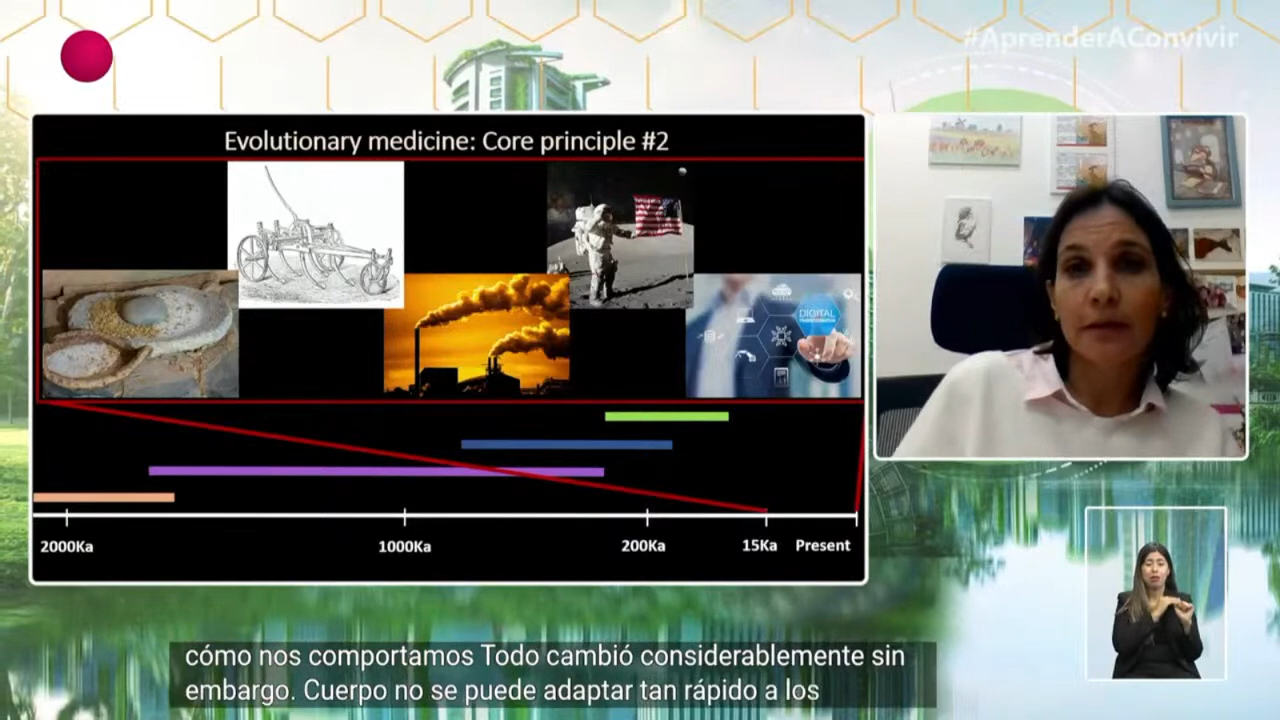 #AprenderAConvivir
Evolutionary medicine: Core principle #2
DIGITAL
TRANSFORMATION
2000Ka
1000Ka
200Ka
15Ka
Present
cómo nos comportamos Todo cambió considerablemente sin
embargo. Cuerpo no se puede adaptar tan rápido a los